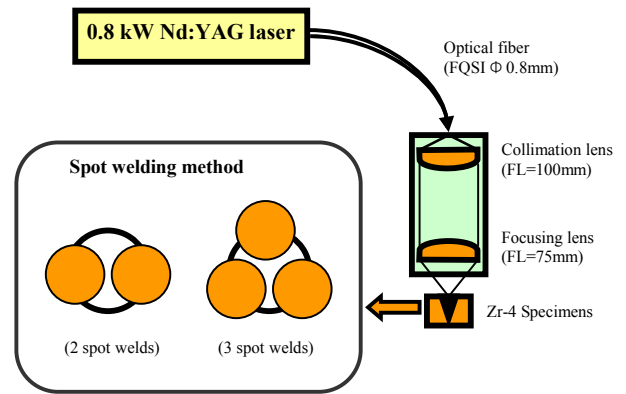 0.8 kW Nd:YAG laser
Optical fiber
(FQSI Φ 0.8mm)
Collimation lens
(FL=100mm)
Spot welding method
Focusing lens
(FL=75mm)
Zr-4 Specimens
(2 spot welds)
(3 spot welds)